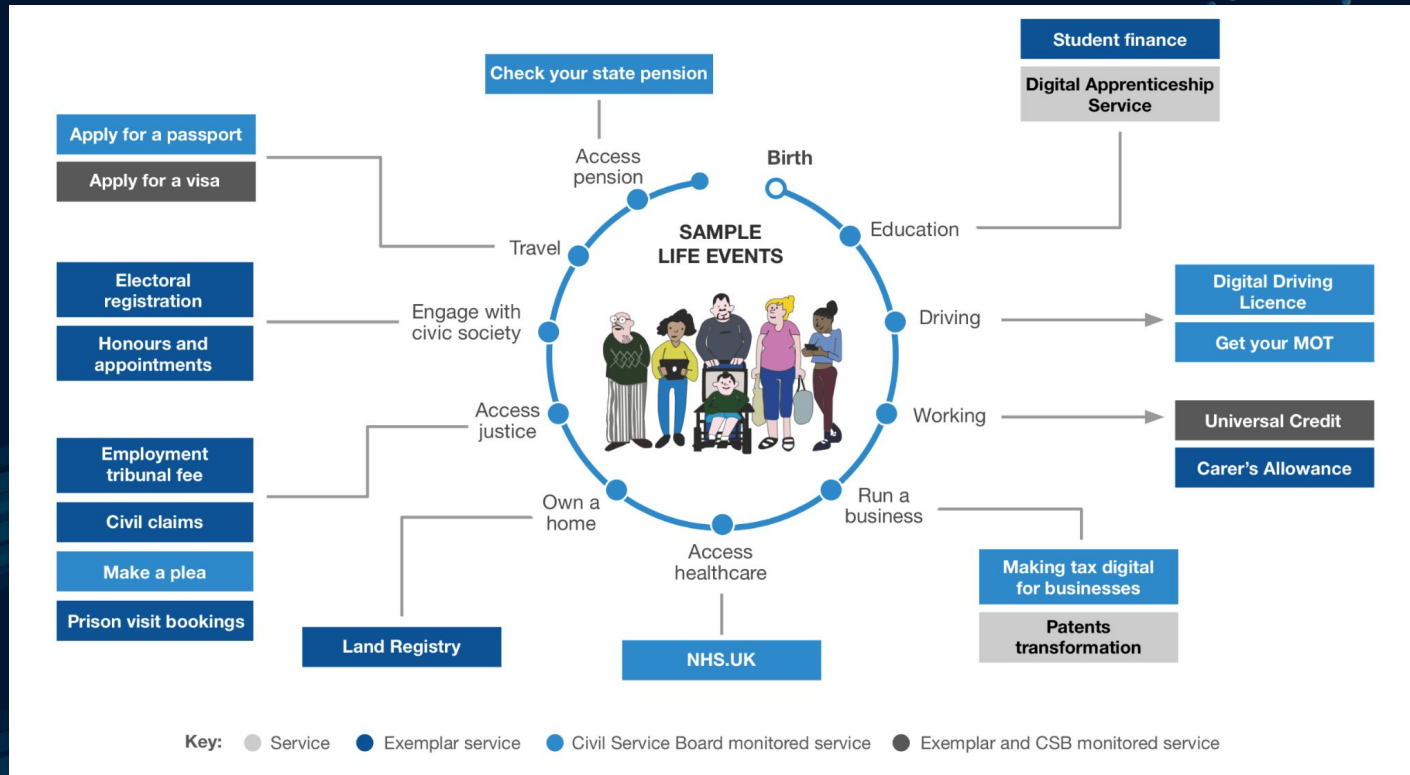 Student finance
Check your state pension
Digital Apprenticeship
Service
Apply for a passport
Apply for a visa
Access
pension
Birth
SAMPLE
LIFE EVENTS
Education
Travel
Electoral
registration
Honours and
appointments
Engage with
civic society
Driving
Digital Driving
Licence
Get your MOT
Access
justice
Working
Universal Credit
Carer's Allowance
Employment
tribunal fee
Civil claims
Make a plea
Prison visit bookings
Own a
home
Run a
business
Access
healthcare
Making tax digital
for businesses
Patents
transformation
Land Registry
NHS.UK
Key: Service Exemplar service Civil Service Board monitored service Exemplar and CSB monitored service